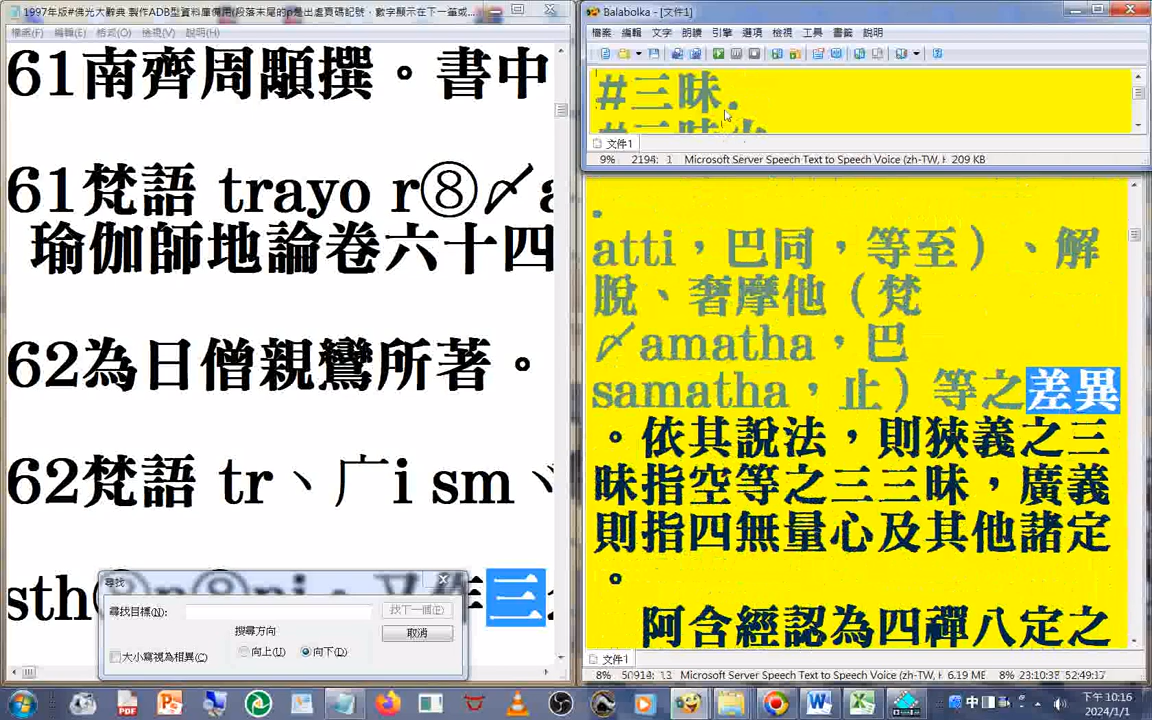 1997年版#佛光大辭典 製作ADB型資料庫備用(段落末尾的p是出處頁碼記號，數字顯示在下一筆或...
檔案(F) 編輯(E) 格式(O) 檢視(V) 說明(H)
61南齊周顒撰。書中
61梵語 trayo r⑧〆a
瑜伽師地論卷六十四
62為日僧親鸞所著。
62梵語 tr丶广i sm
三
尋找
尋找目標(N):
找下一個(F)
搜尋方向
取消
大小寫視為相異(C)
向上(U)
向下(D)
Balabolka - [文件1]
檔案 編輯 文字 朗讀 引擎 選項 檢視 工具 書籤 說明
#三昧.
文件1
9% 2194: 1 Microsoft Server Speech Text to Speech Voice (zh-TW, H 209 KB
atti，巴同，等至）、解
脫、奢摩他（梵
〆amatha，巴
samatha，止）等之差異
。依其說法，則狹義之三
昧指空等之三三昧，廣義
則指四無量心及其他諸定
。
阿含經認為四禪八定之
文件1
8% 50914: 13 Microsoft Server Speech Text to Speech Voice (zh-TW, H 6.19 ME 23:10:38 52:49:17
中
下午 10:16
2024/1/1